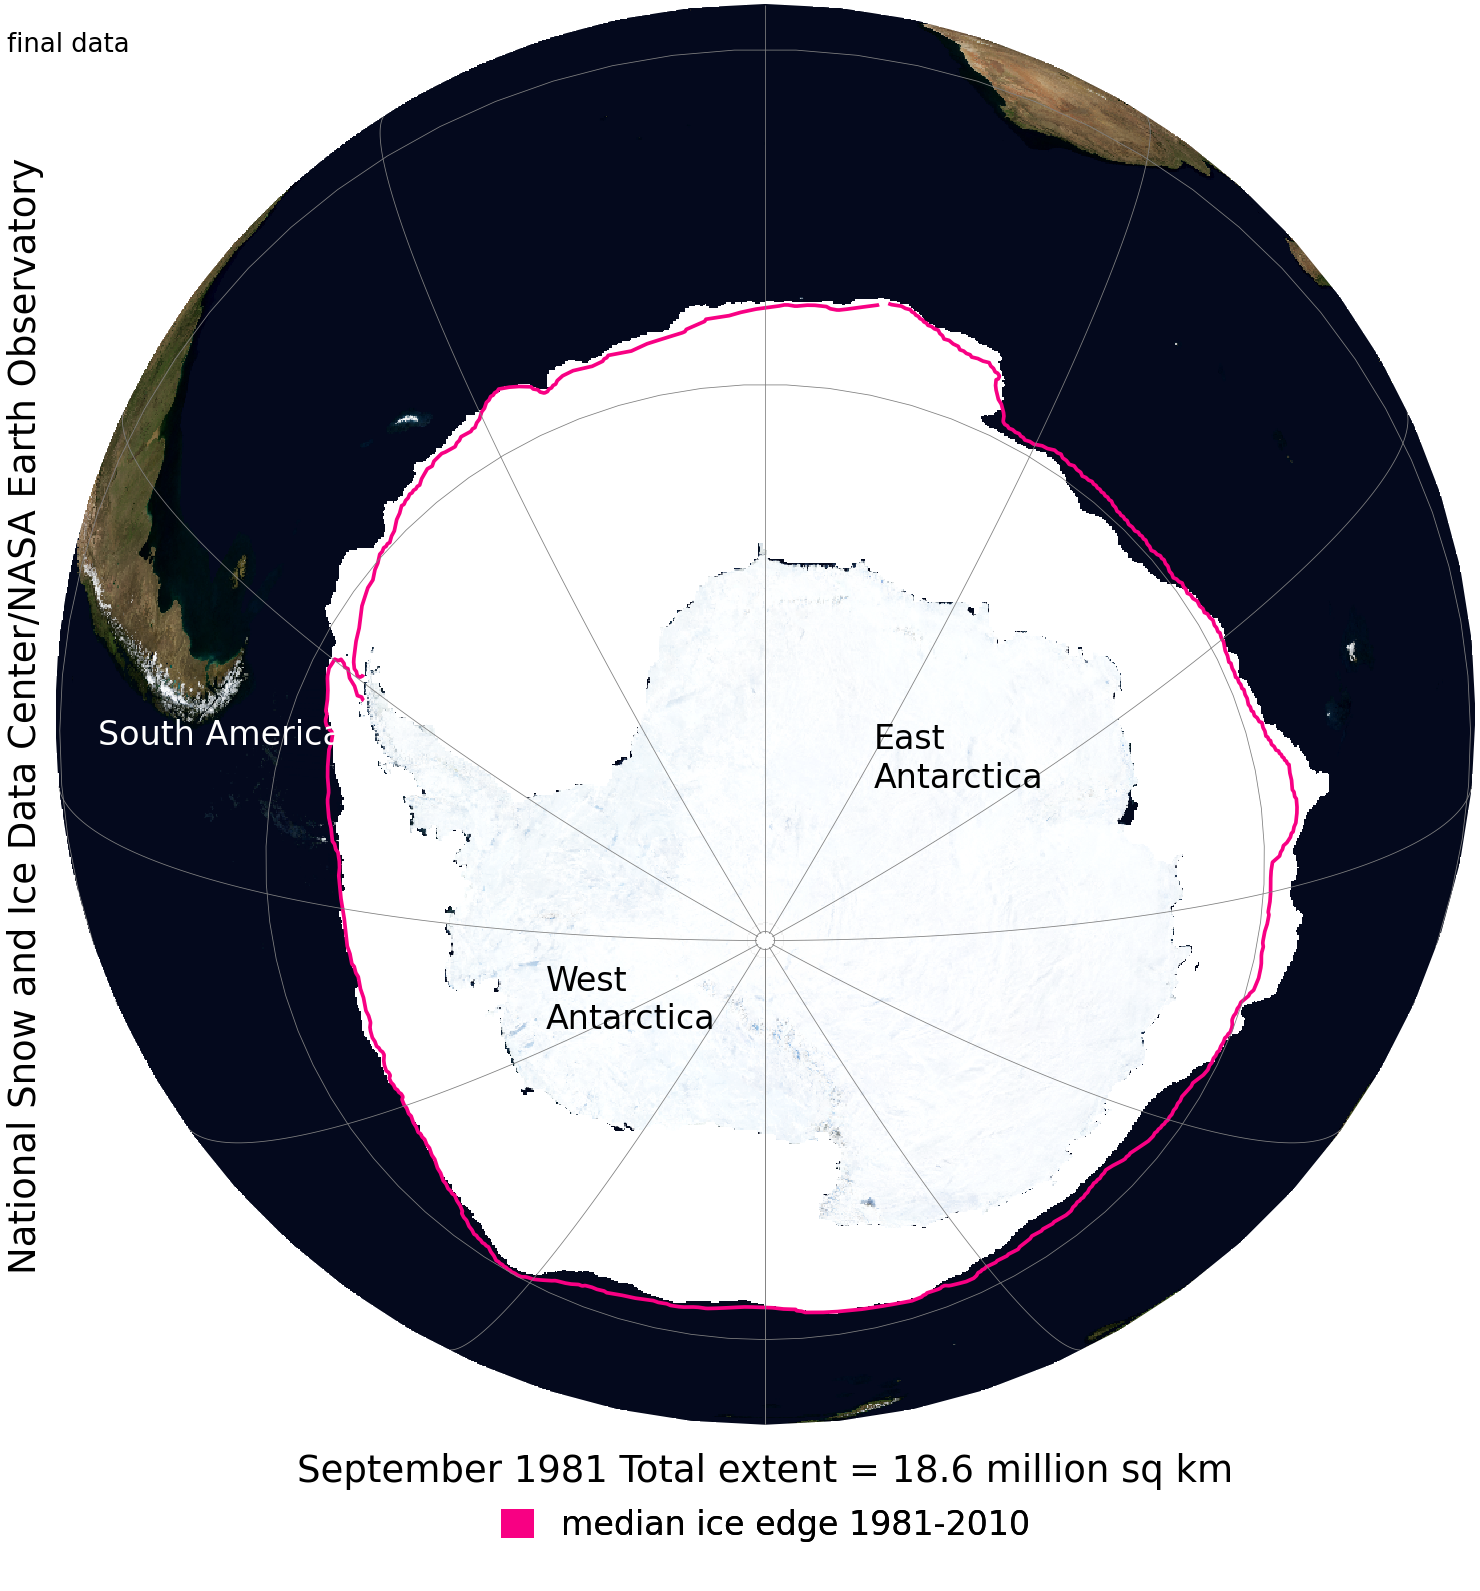 final data
National Snow and Ice Data Center/NASA Earth Observatory
South America
East
Antarctica
West
Antarctica
September 1981 Total extent = 18.6 million sq km
median ice edge 1981-2010